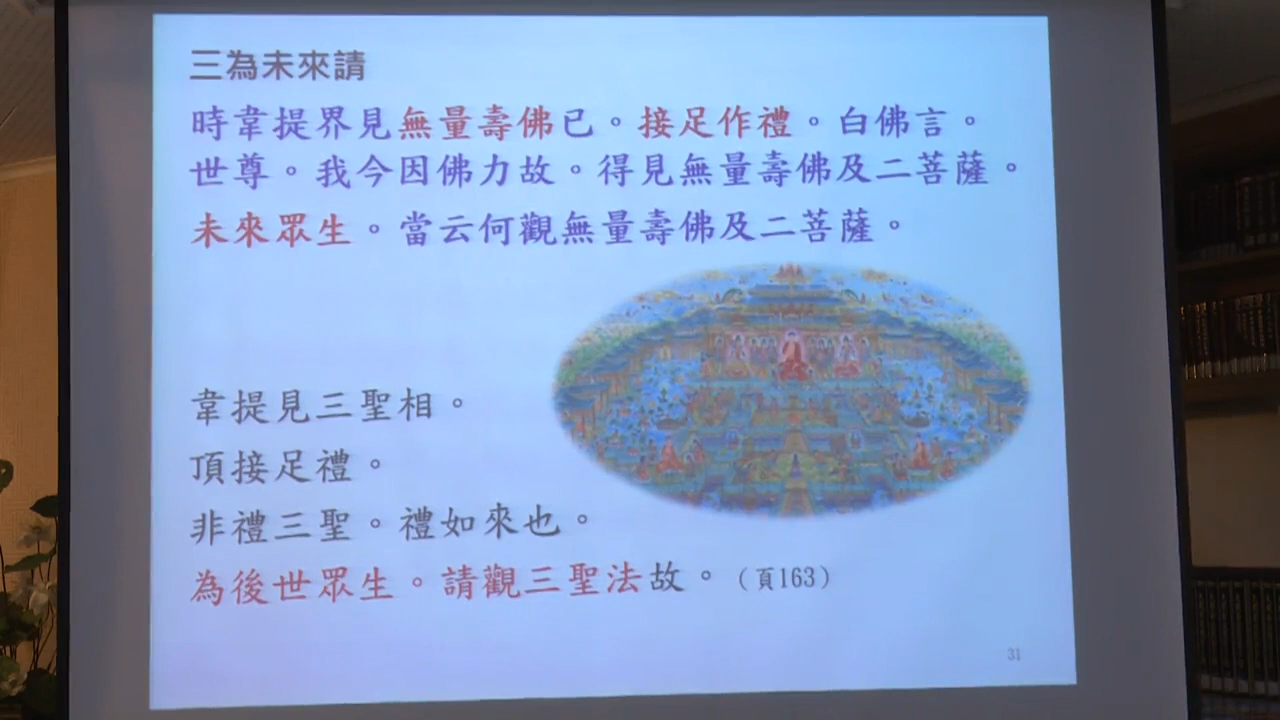 三為未來請
時韋提界見無量壽佛已。接足作禮。白佛言。
世尊。我今因佛力故。得見無量壽佛及二菩薩。
未來眾生。當云何觀無量壽佛及二菩薩。
韋提見三聖相。
頂接足禮。
非禮三聖。禮如來也。
為後世眾生。請觀三聖法故。（頁163）
31